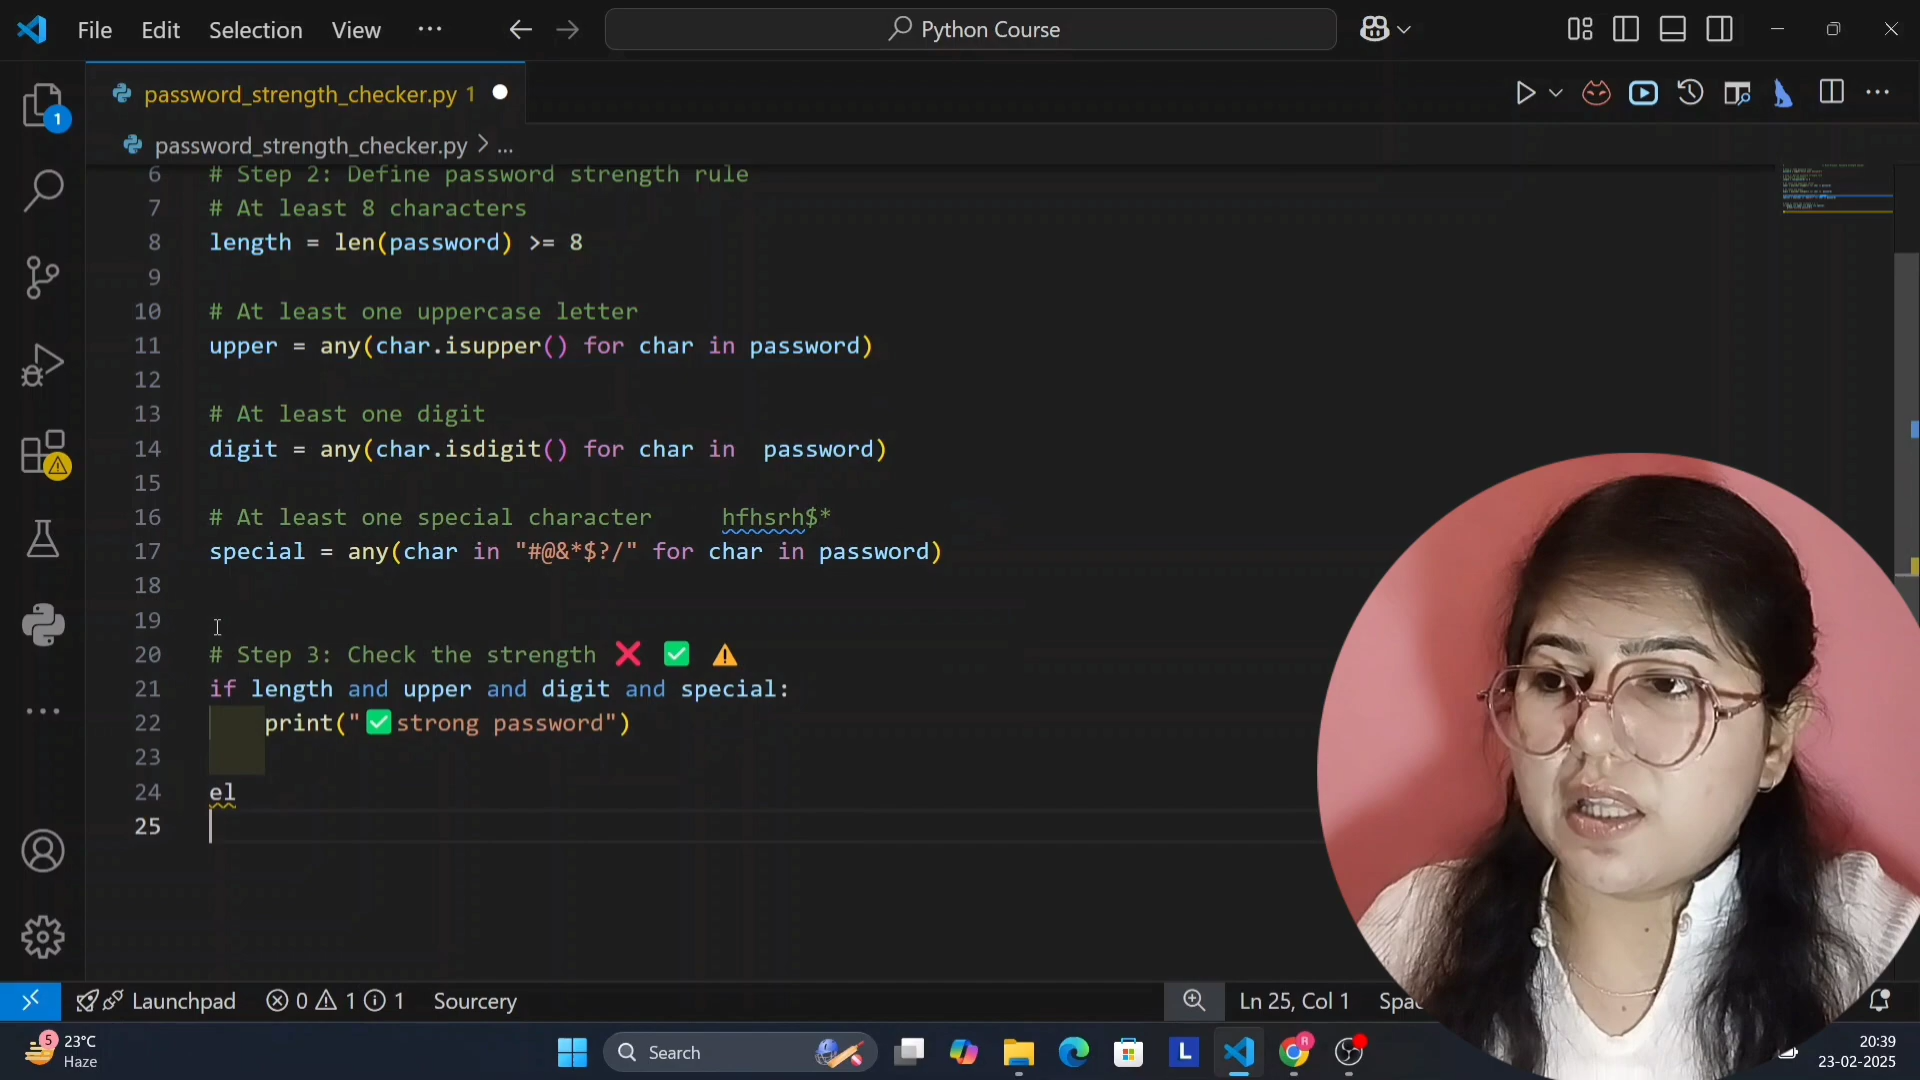 File Edit Selection View ... Python Course
password_strength_checker.py 1
password_strength_checker.py > ...
6 # Step 2: Define password strength rule
7 # At least 8 characters
8 length = len(password) >= 8
9
10 # At least one uppercase letter
11 upper = any(char.isupper() for char in password)
12
13 # At least one digit
14 digit = any(char.isdigit() for char in  password)
15
16 # At least one special character     hfhsrh$*
17 special = any(char in "#@&*$?/" for char in password)
18
19
20 # Step 3: Check the strength ❌ ✅ ⚠️
21 if length and upper and digit and special:
22     print("✅strong password")
23
24 el
25
1
Launchpad 0 1 1 Sourcery Ln 25, Col 1
5 23°C
Haze
Search
L
R
20:39
23-02-2025